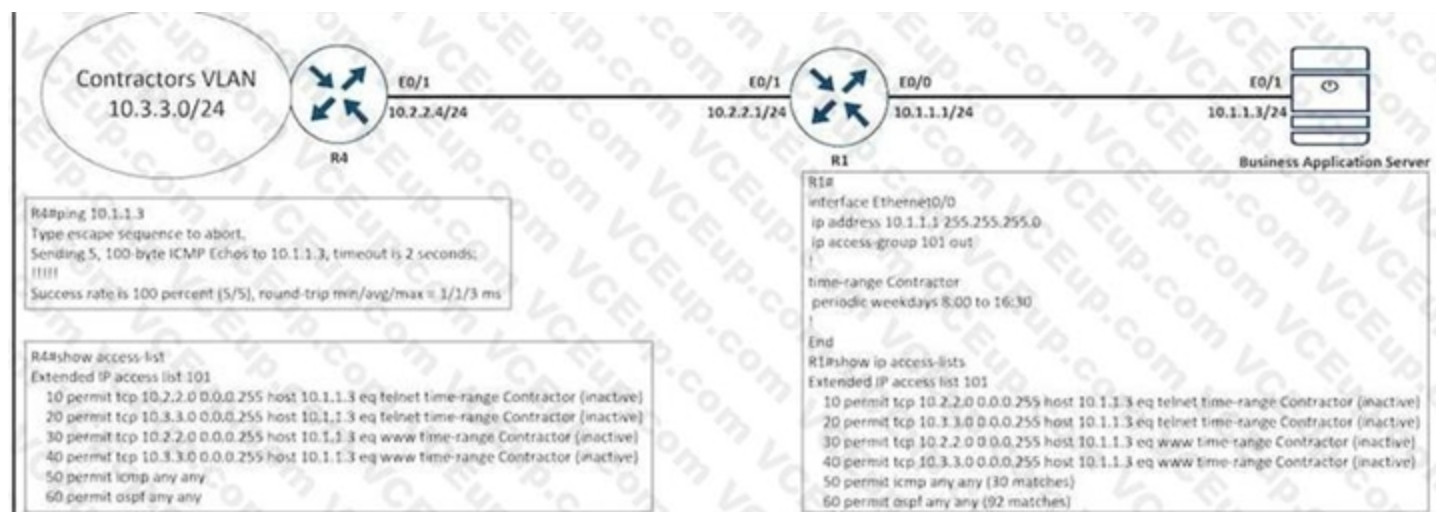 Contractors VLAN
10.3.3.0/24
E0/1
10.2.2.4/24
R4
E0/1
10.2.2.1/24
E0/0
10.1.1.1/24
R1
E0/1
10.1.1.3/24
Business Application Server
R4#ping 10.1.1.3
Type escape sequence to abort.
Sending 5, 100-byte ICMP Echos to 10.1.1.3, timeout is 2 seconds:
!!!!!
Success rate is 100 percent (5/5), round-trip min/avg/max = 1/1/3 ms
R4#show access-list
Extended IP access list 101
10 permit tcp 10.2.2.0 0.0.0.255 host 10.1.1.3 eq telnet time-range Contractor (inactive)
20 permit tcp 10.3.3.0 0.0.0.255 host 10.1.1.3 eq telnet time-range Contractor (inactive)
30 permit tcp 10.2.2.0 0.0.0.255 host 10.1.1.3 eq www time-range Contractor (inactive)
40 permit tcp 10.3.3.0 0.0.0.255 host 10.1.1.3 eq www time-range Contractor (inactive)
50 permit icmp any any
60 permit ospf any any
R1#
interface Ethernet0/0
ip address 10.1.1.1 255.255.255.0
ip access-group 101 out
!
time-range Contractor
periodic weekdays 8:00 to 16:30
!
End
R1#show ip access-lists
Extended IP access list 101
10 permit tcp 10.2.2.0 0.0.0.255 host 10.1.1.3 eq telnet time-range Contractor (inactive)
20 permit tcp 10.3.3.0 0.0.0.255 host 10.1.1.3 eq telnet time-range Contractor (inactive)
30 permit tcp 10.2.2.0 0.0.0.255 host 10.1.1.3 eq www time-range Contractor (inactive)
40 permit tcp 10.3.3.0 0.0.0.255 host 10.1.1.3 eq www time-range Contractor (inactive)
50 permit icmp any any (30 matches)
60 permit ospf any any (92 matches)
VCEup.com